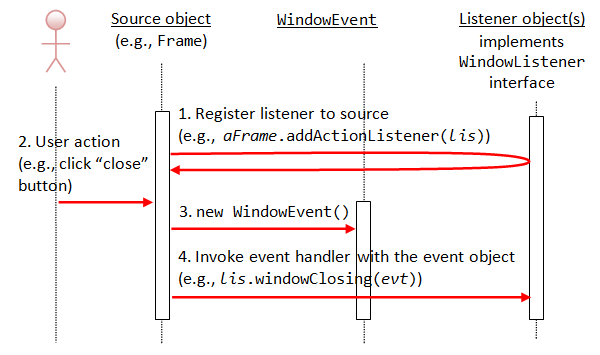 Source object
(e.g., Frame)
WindowEvent
Listener object(s)
implements
WindowListener
interface
1. Register listener to source
(e.g., aFrame.addActionListener(lis))
2. User action
(e.g., click “close”
button)
3. new WindowEvent()
4. Invoke event handler with the event object
(e.g., lis.windowClosing(evt))